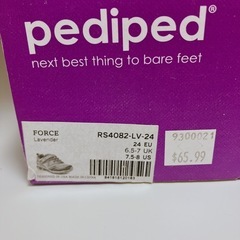 pediped®
next best thing to bare feet
FORCE
Lavender
RS4082-LV-24
24 EU
6.5-7 UK
7.5-8 US
$65.99